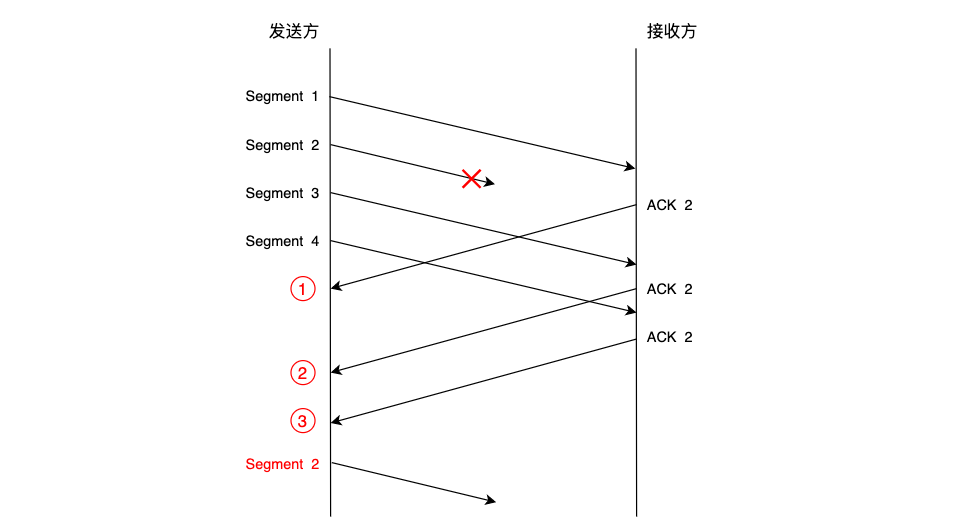 发送方
接收方
Segment 1
Segment 2
Segment 3
ACK 2
Segment 4
①
ACK 2
ACK 2
②
③
Segment 2